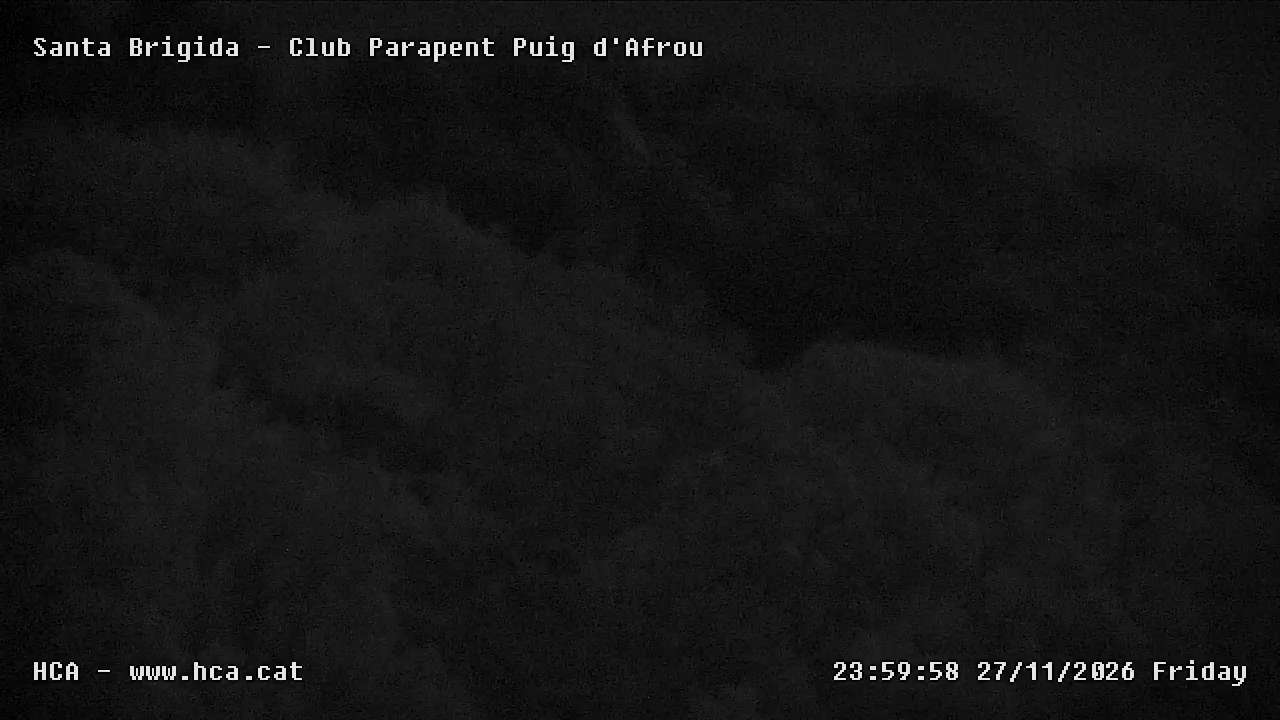 Santa Brigida - Club Parapent Puig d'Afrou
HCA - www.hca.cat
23:59:58 27/11/2026 Friday